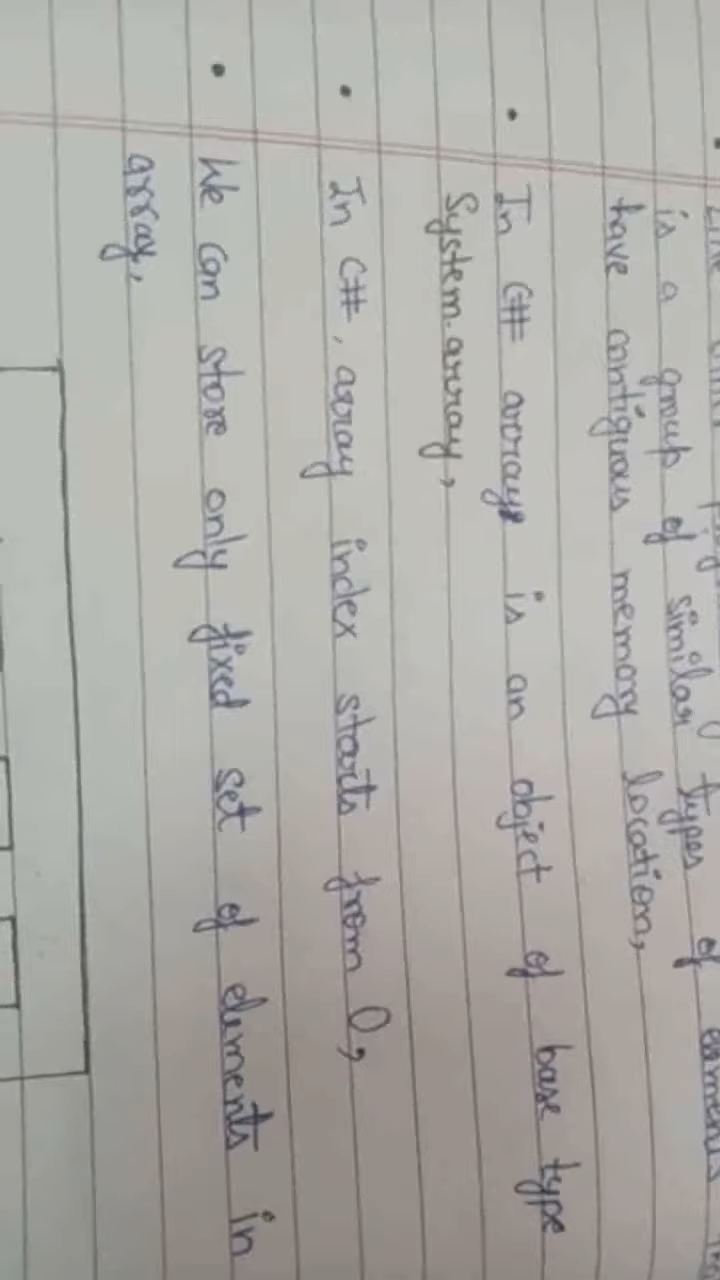 is a group of similar types of
have contiguous memory location,
• In C# array is an object of base type
System.array,
• In C#, array index starts from 0,
• We can store only fixed set of elements in
array,